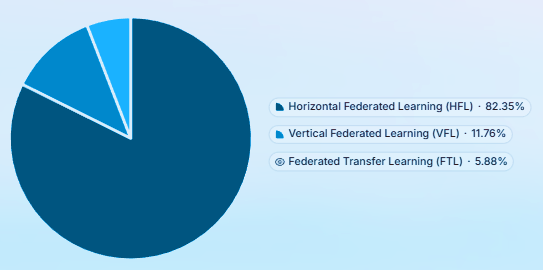 Horizontal Federated Learning (HFL) · 82.35%
Vertical Federated Learning (VFL) · 11.76%
Federated Transfer Learning (FTL) · 5.88%